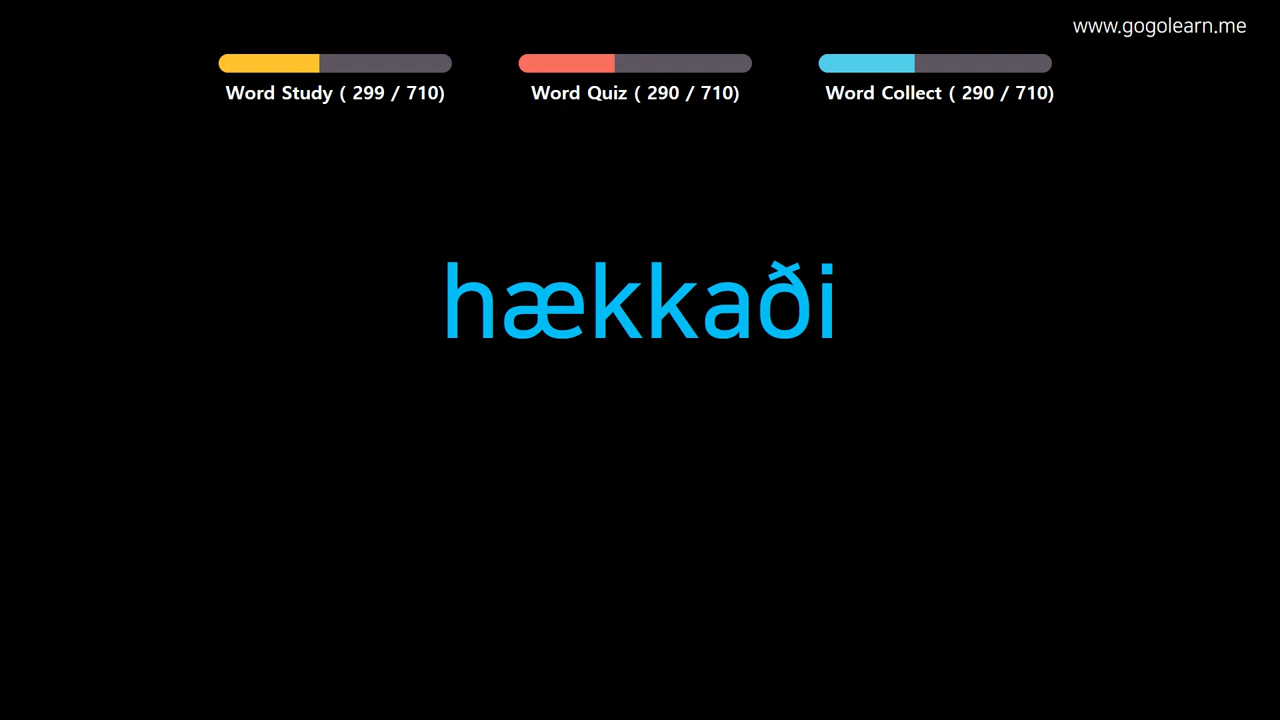 www.gogolearn.me
Word Study ( 299 / 710)
Word Quiz ( 290 / 710)
Word Collect ( 290 / 710)
hækkaði